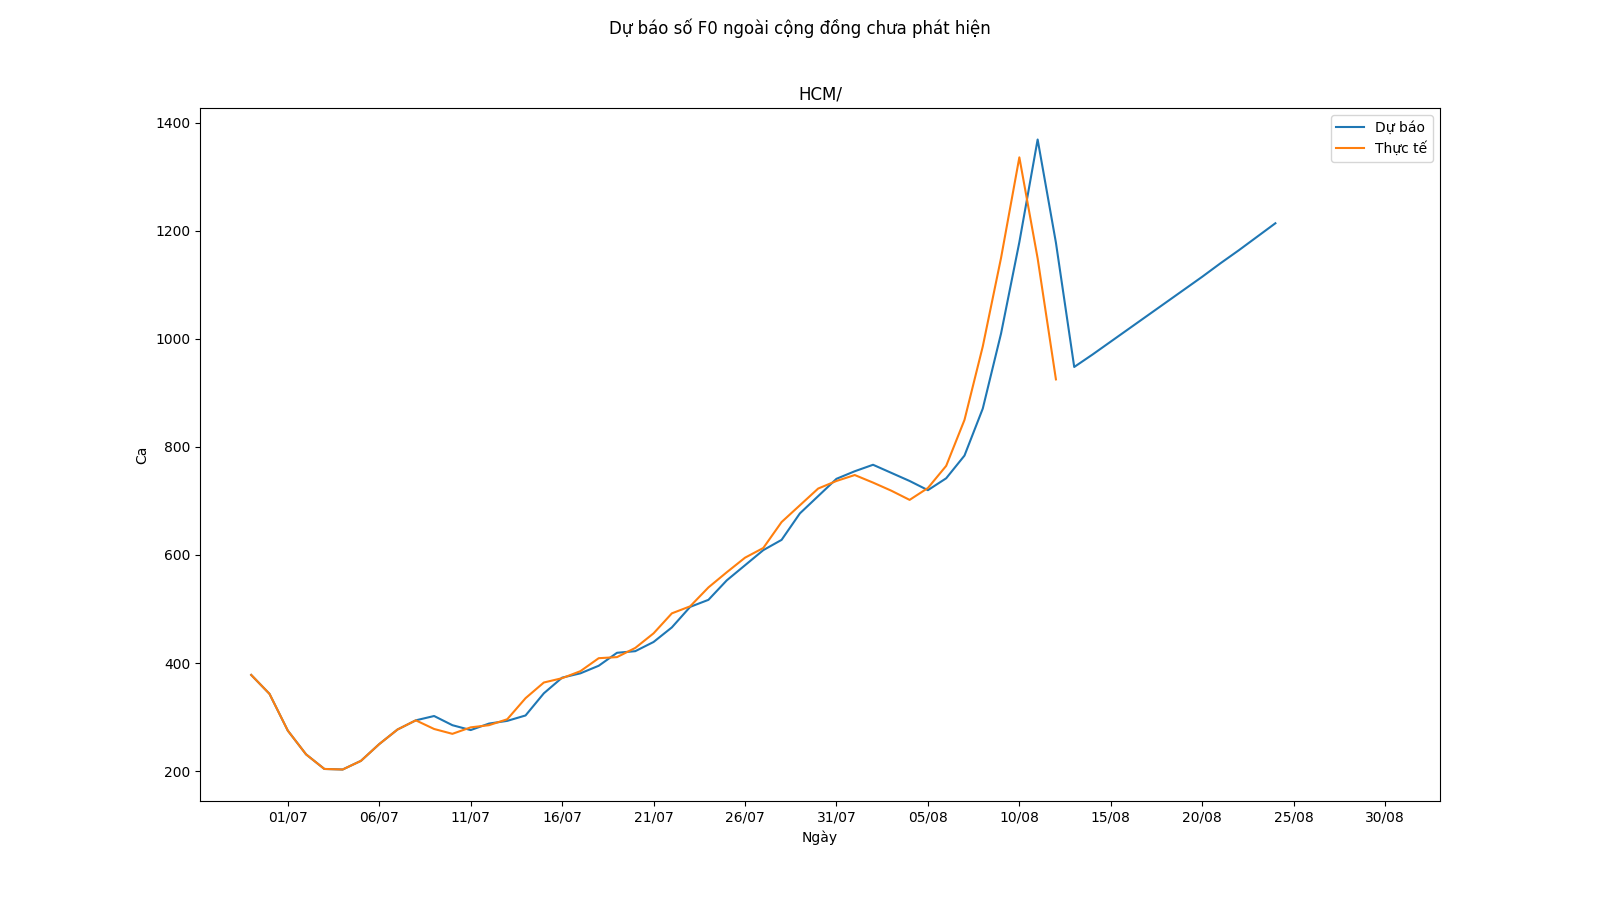 Dự báo số F0 ngoài cộng đồng chưa phát hiện
HCM/
Dự báo
Thực tế
1400
1200
1000
800
600
400
200
Ca
01/07 06/07 11/07 16/07 21/07 26/07 31/07 05/08 10/08 15/08 20/08 25/08 30/08
Ngày